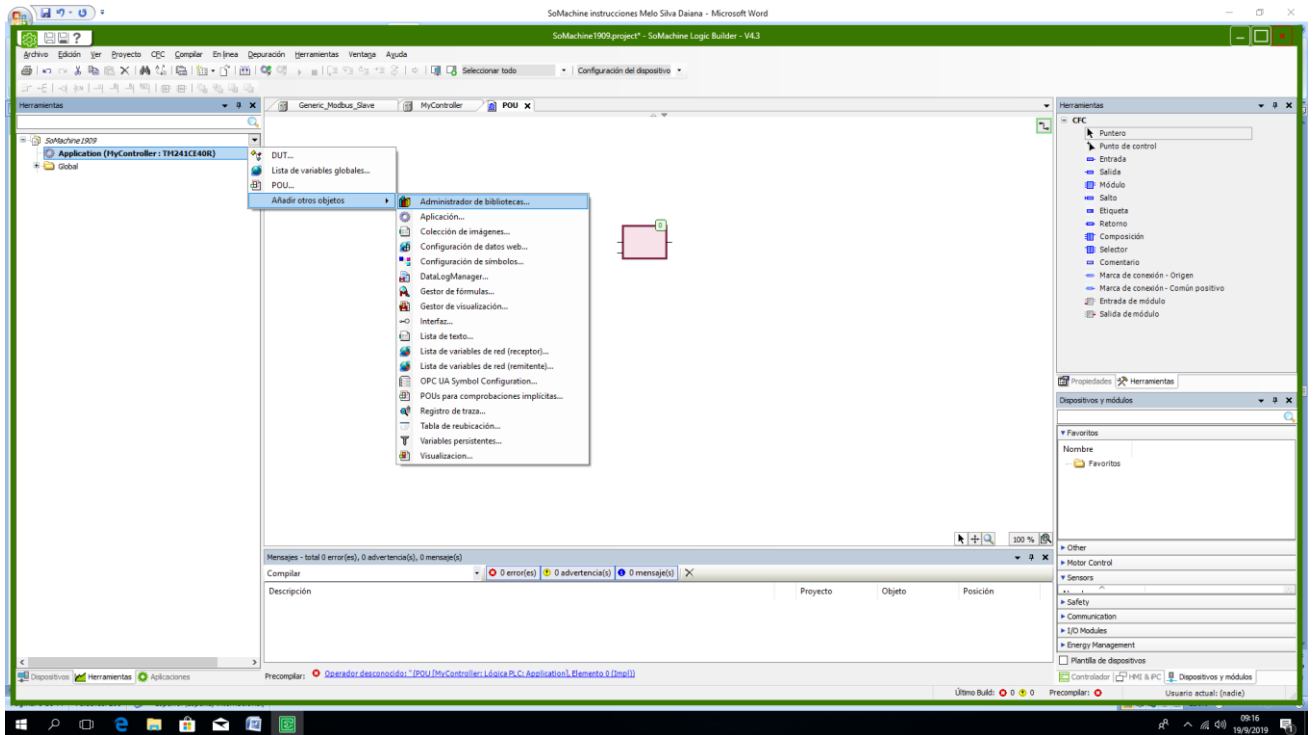 SoMachine instrucciones Melo Silva Daiana - Microsoft Word
SoMachine1909.project* - SoMachine Logic Builder - V4.3
Archivo Edición Ver Proyecto CFC Compilar En línea Depuración Herramientas Ventana Ayuda
Seleccionar todo Configuración del dispositivo
Herramientas
Generic_Modbus_Slave MyController POU
SoMachine1909
Application (MyController : TM241CE40R)
Global
DUT...
Lista de variables globales...
POU...
Añadir otros objetos
Administrador de bibliotecas...
Aplicación...
Colección de imágenes...
Configuración de datos web...
Configuración de símbolos...
DataLogManager...
Gestor de fórmulas...
Gestor de visualización...
Interfaz...
Lista de texto...
Lista de variables de red (receptor)...
Lista de variables de red (remitente)...
OPC UA Symbol Configuration...
POUs para comprobaciones implícitas...
Registro de traza...
Tabla de reubicación...
Variables persistentes...
Visualizacion...
0
100 %
Herramientas
CFC
Puntero
Punto de control
Entrada
Salida
Módulo
Salto
Etiqueta
Retorno
Composición
Selector
Comentario
Marca de conexión - Origen
Marca de conexión - Común positivo
Entrada de módulo
Salida de módulo
Propiedades Herramientas
Dispositivos y módulos
Favoritos
Nombre
Favoritos
Other
Motor Control
Sensors
Safety
Communication
I/O Modules
Energy Management
Plantilla de dispositivos
Controlador HMI & iPC Dispositivos y módulos
Mensajes - total 0 error(es), 0 advertencia(s), 0 mensaje(s)
Compilar 0 error(es) 0 advertencia(s) 0 mensaje(s)
Descripción Proyecto Objeto Posición
Dispositivos Herramientas Aplicaciones
Precompilar: Operador desconocido: '' (POU [MyController: Lógica PLC: Application], Elemento 0 (Impl))
Último Build: 0 0 Precompilar: Usuario actual: (nadie)
09:16
19/9/2019